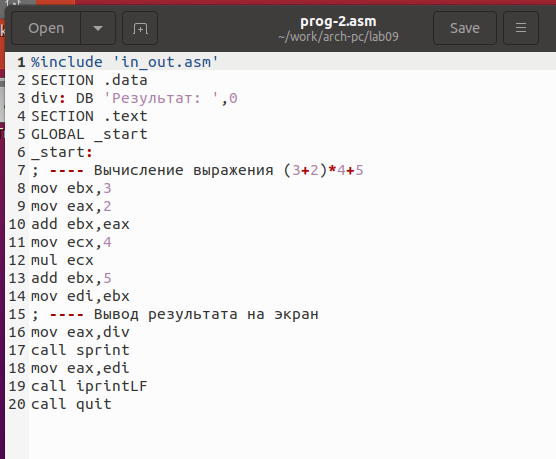 Open
prog-2.asm
~/work/arch-pc/lab09
Save
1 %include 'in_out.asm'
2 SECTION .data
3 div: DB 'Результат: ',0
4 SECTION .text
5 GLOBAL _start
6 _start:
7 ; ---- Вычисление выражения (3+2)*4+5
8 mov ebx,3
9 mov eax,2
10 add ebx,eax
11 mov ecx,4
12 mul ecx
13 add ebx,5
14 mov edi,ebx
15 ; ---- Вывод результата на экран
16 mov eax,div
17 call sprint
18 mov eax,edi
19 call iprintLF
20 call quit